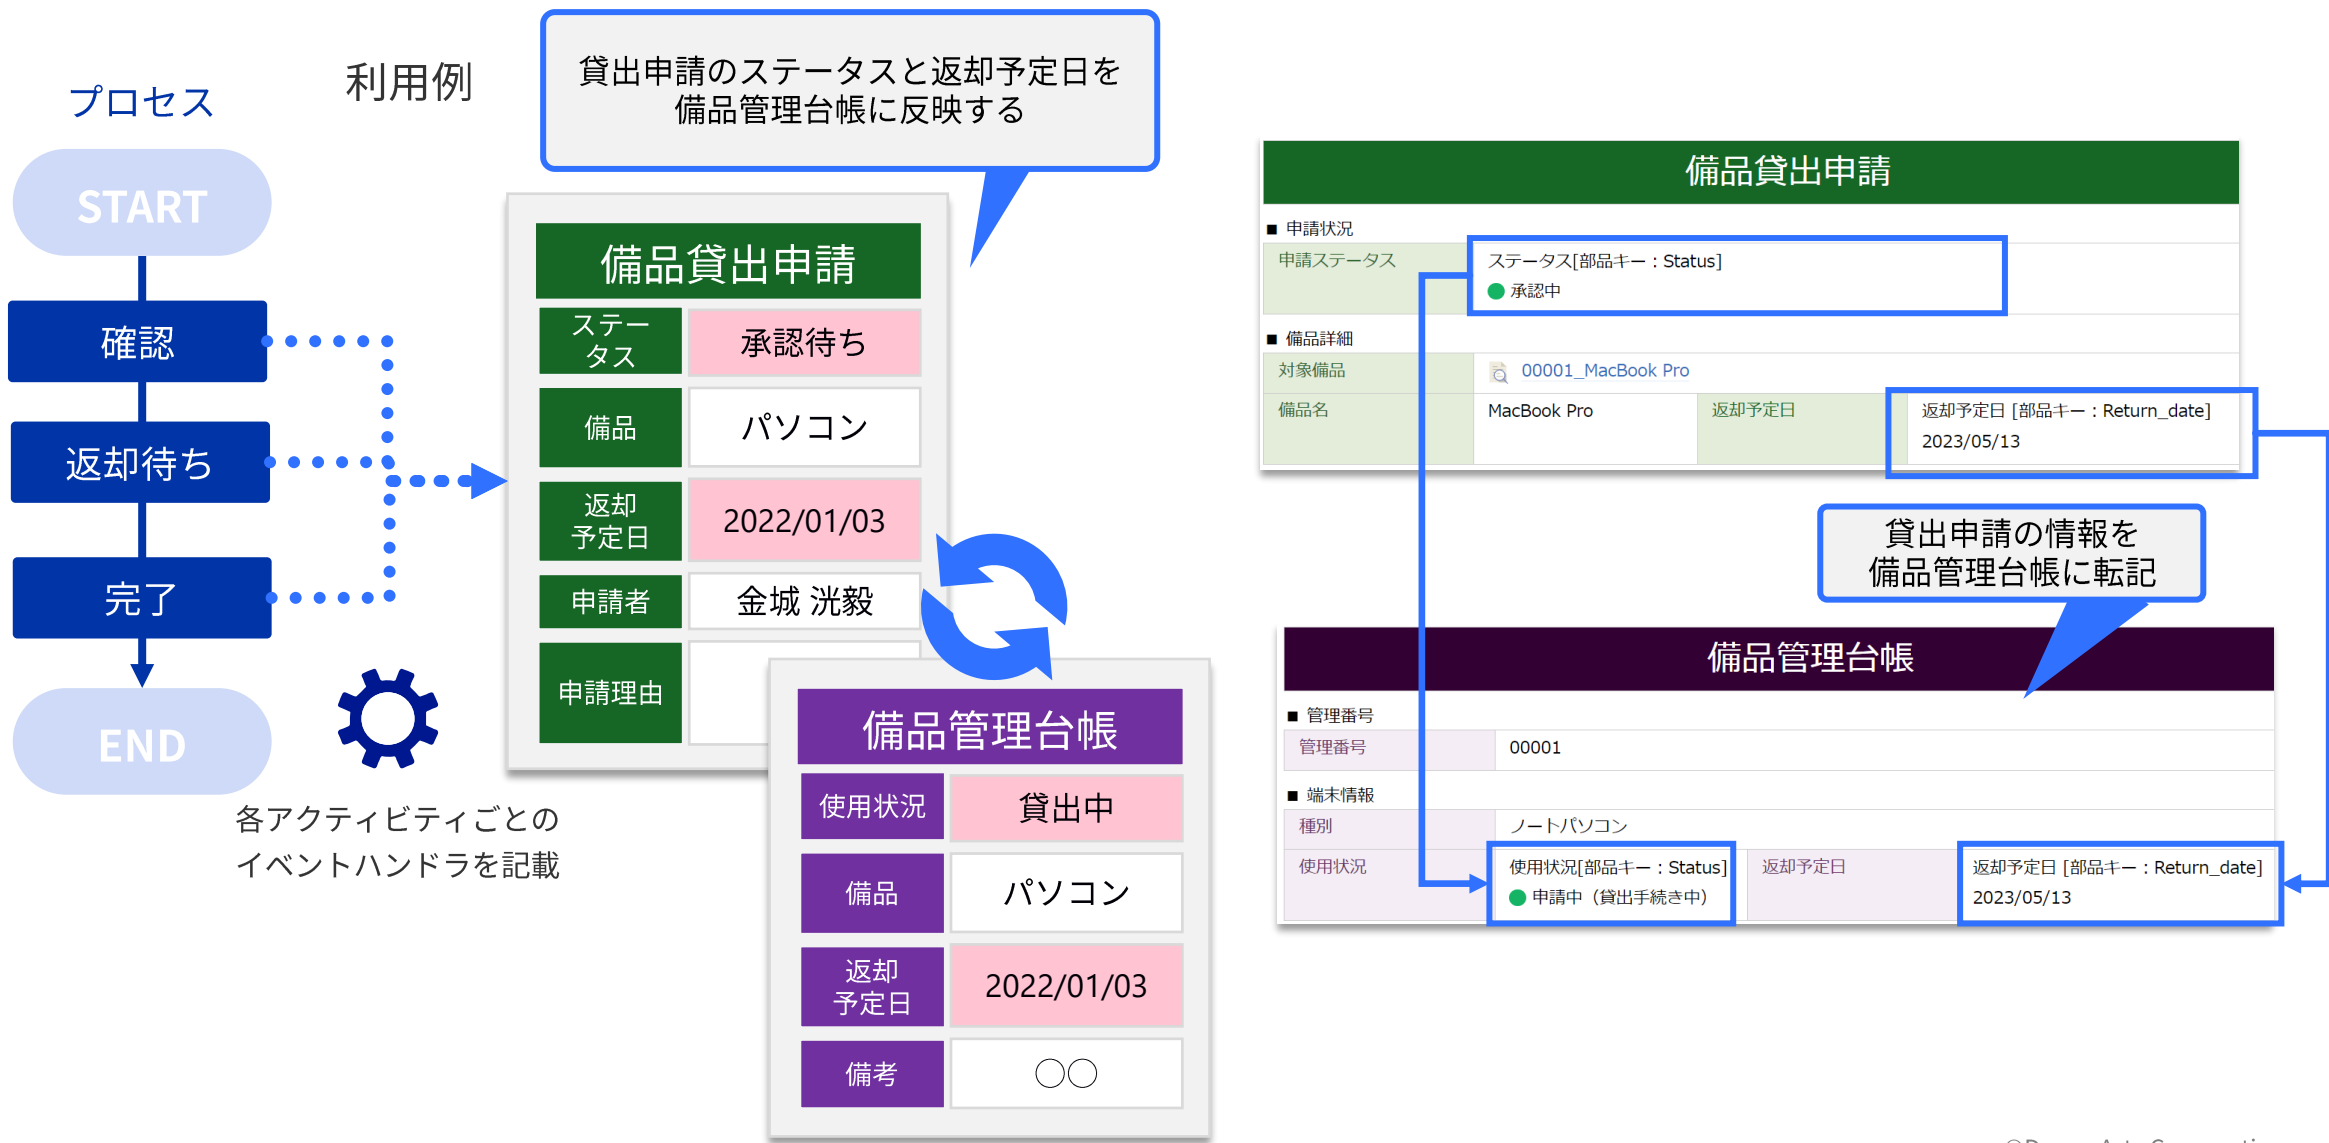 利用例
プロセス
START
確認
返却待ち
完了
END
各アクティビティごとの
イベントハンドラを記載
貸出申請のステータスと返却予定日を
備品管理台帳に反映する
備品貸出申請
ステー
タス
承認待ち
備品
パソコン
返却
予定日
2022/01/03
申請者
金城 洸毅
申請理由
備品管理台帳
使用状況
貸出中
備品
パソコン
返却
予定日
2022/01/03
備考
〇〇
備品貸出申請
■ 申請状況
申請ステータス
ステータス[部品キー：Status]
承認中
■ 備品詳細
対象備品
00001_MacBook Pro
備品名
MacBook Pro
返却予定日
返却予定日 [部品キー：Return_date]
2023/05/13
貸出申請の情報を
備品管理台帳に転記
備品管理台帳
■ 管理番号
管理番号
00001
■ 端末情報
種別
ノートパソコン
使用状況
使用状況[部品キー：Status]
申請中（貸出手続き中）
返却予定日
返却予定日 [部品キー：Return_date]
2023/05/13